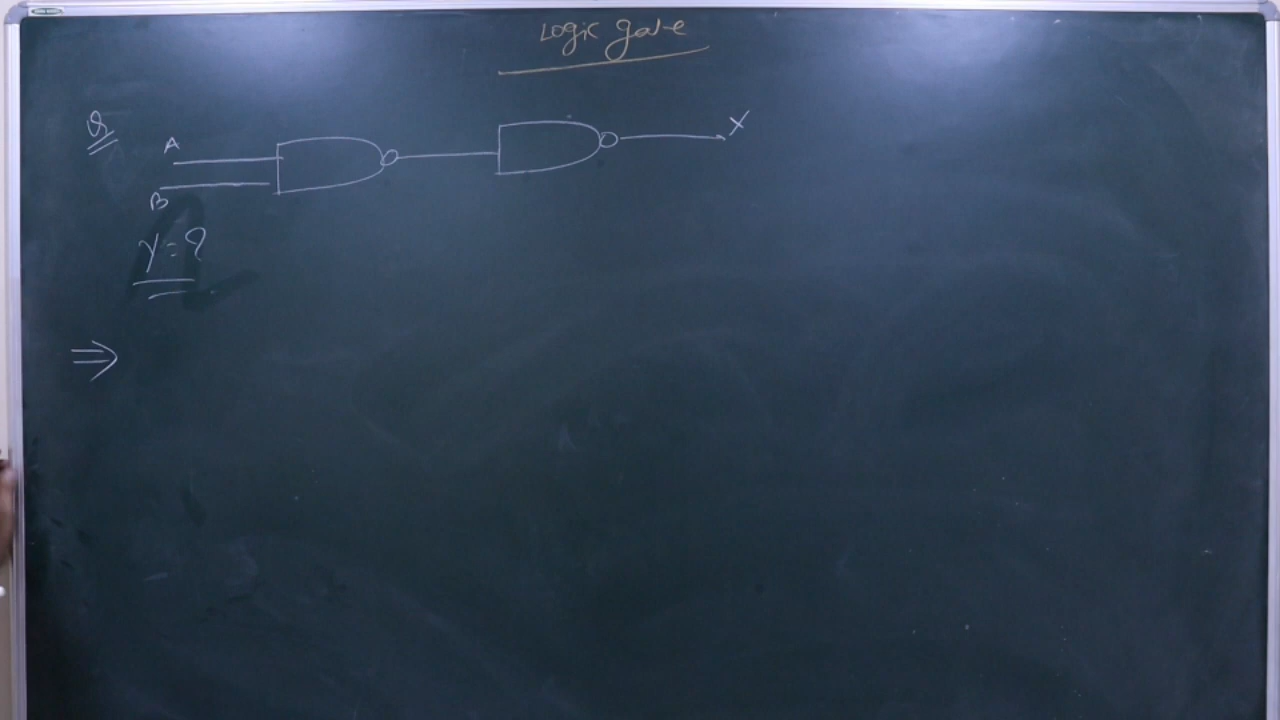 Logic gate
Q
A
X
B
Y = ?
⇒